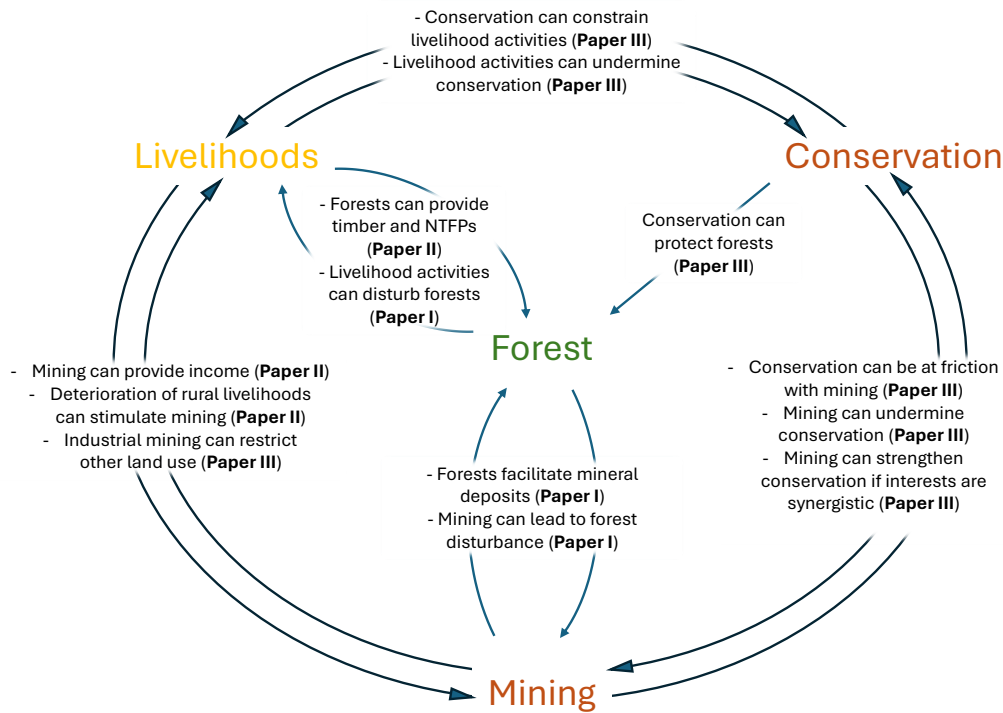 - Conservation can constrain
livelihood activities (Paper III)
- Livelihood activities can undermine
conservation (Paper III)
Livelihoods
Conservation
- Forests can provide
timber and NTFPs
(Paper II)
- Livelihood activities
can disturb forests
(Paper I)
Conservation can
protect forests
(Paper III)
Forest
- Mining can provide income (Paper II)
- Deterioration of rural livelihoods
can stimulate mining (Paper II)
- Industrial mining can restrict
other land use (Paper III)
- Conservation can be at friction
with mining (Paper III)
- Mining can undermine
conservation (Paper III)
- Mining can strengthen
conservation if interests are
synergistic (Paper III)
- Forests facilitate mineral
deposits (Paper I)
- Mining can lead to forest
disturbance (Paper I)
Mining